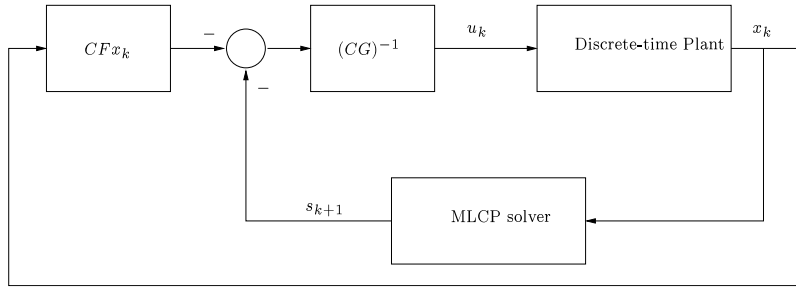 CFx_k
−
(CG)^{-1}
u_k
Discrete-time Plant
x_k
−
s_{k+1}
MLCP solver